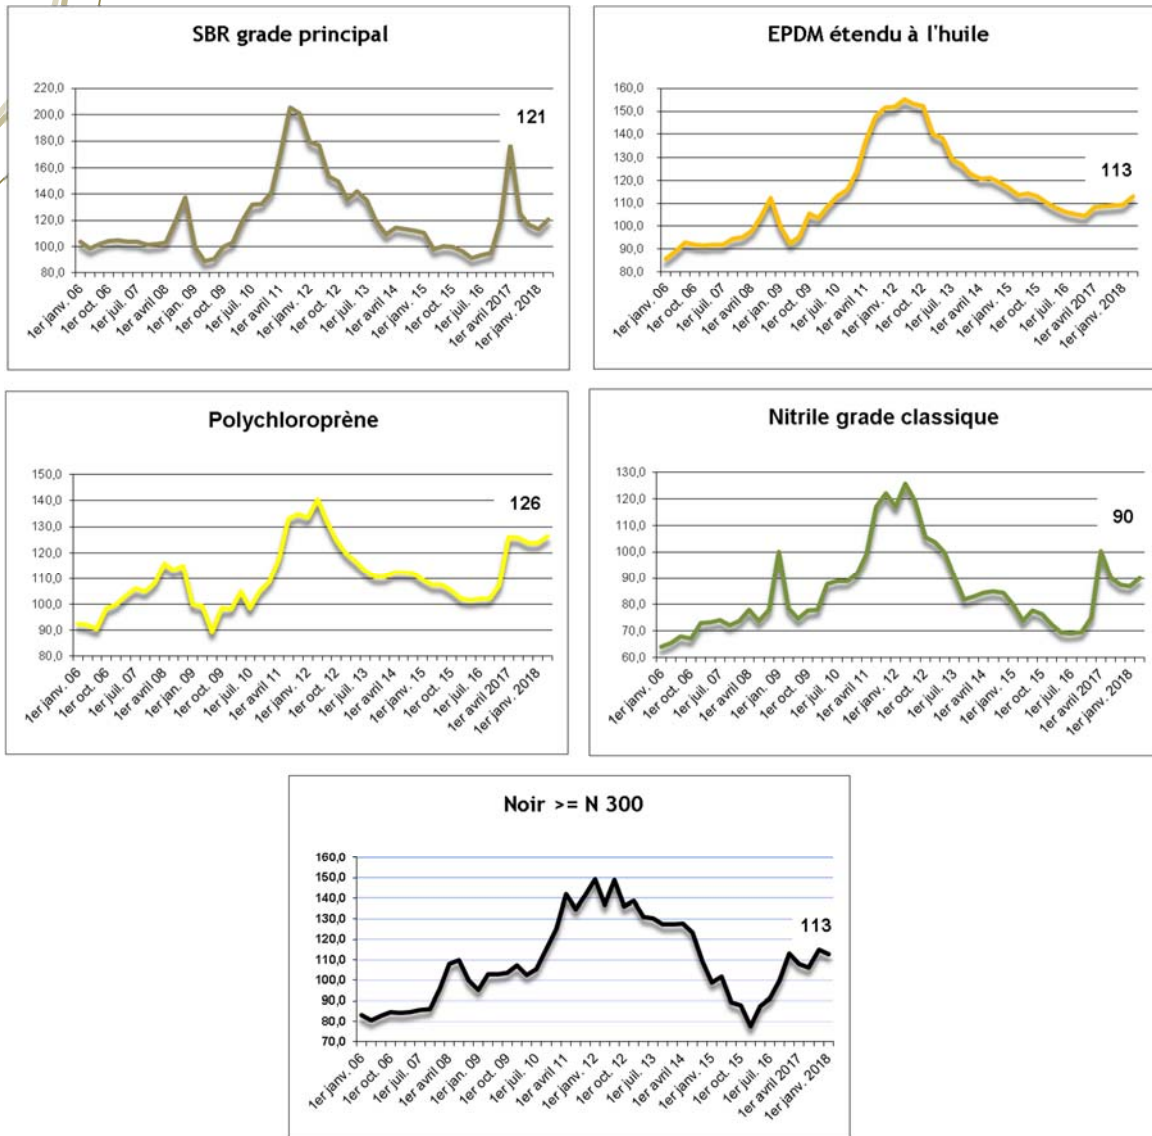 SBR grade principal
220,0
200,0
180,0
160,0
140,0
120,0
100,0
80,0
121
1er janv. 06
1er oct. 06
1er juil. 07
1er avril 08
1er janv. 09
1er oct. 09
1er juil. 10
1er avril 11
1er janv. 12
1er oct. 12
1er juil. 13
1er avril 14
1er janv. 15
1er oct. 15
1er juil. 16
1er avril 2017
1er janv. 2018
EPDM étendu à l'huile
160,0
150,0
140,0
130,0
120,0
110,0
100,0
90,0
80,0
113
1er janv. 06
1er oct. 06
1er juil. 07
1er avril 08
1er janv. 09
1er oct. 09
1er juil. 10
1er avril 11
1er janv. 12
1er oct. 12
1er juil. 13
1er avril 14
1er janv. 15
1er oct. 15
1er juil. 16
1er avril 2017
1er janv. 2018
Polychloroprène
150,0
140,0
130,0
120,0
110,0
100,0
90,0
80,0
126
1er janv. 06
1er oct. 06
1er juil. 07
1er avril 08
1er janv. 09
1er oct. 09
1er juil. 10
1er avril 11
1er janv. 12
1er oct. 12
1er juil. 13
1er avril 14
1er janv. 15
1er oct. 15
1er juil. 16
1er avril 2017
1er janv. 2018
Nitrile grade classique
130,0
120,0
110,0
100,0
90,0
80,0
70,0
60,0
90
1er janv. 06
1er oct. 06
1er juil. 07
1er avril 08
1er janv. 09
1er oct. 09
1er juil. 10
1er avril 11
1er janv. 12
1er oct. 12
1er juil. 13
1er avril 14
1er janv. 15
1er oct. 15
1er juil. 16
1er avril 2017
1er janv. 2018
Noir >= N 300
160,0
150,0
140,0
130,0
120,0
110,0
100,0
90,0
80,0
70,0
113
1er janv. 06
1er oct. 06
1er juil. 07
1er avril 08
1er janv. 09
1er oct. 09
1er juil. 10
1er avril 11
1er janv. 12
1er oct. 12
1er juil. 13
1er avril 14
1er janv. 15
1er oct. 15
1er juil. 16
1er avril 2017
1er janv. 2018